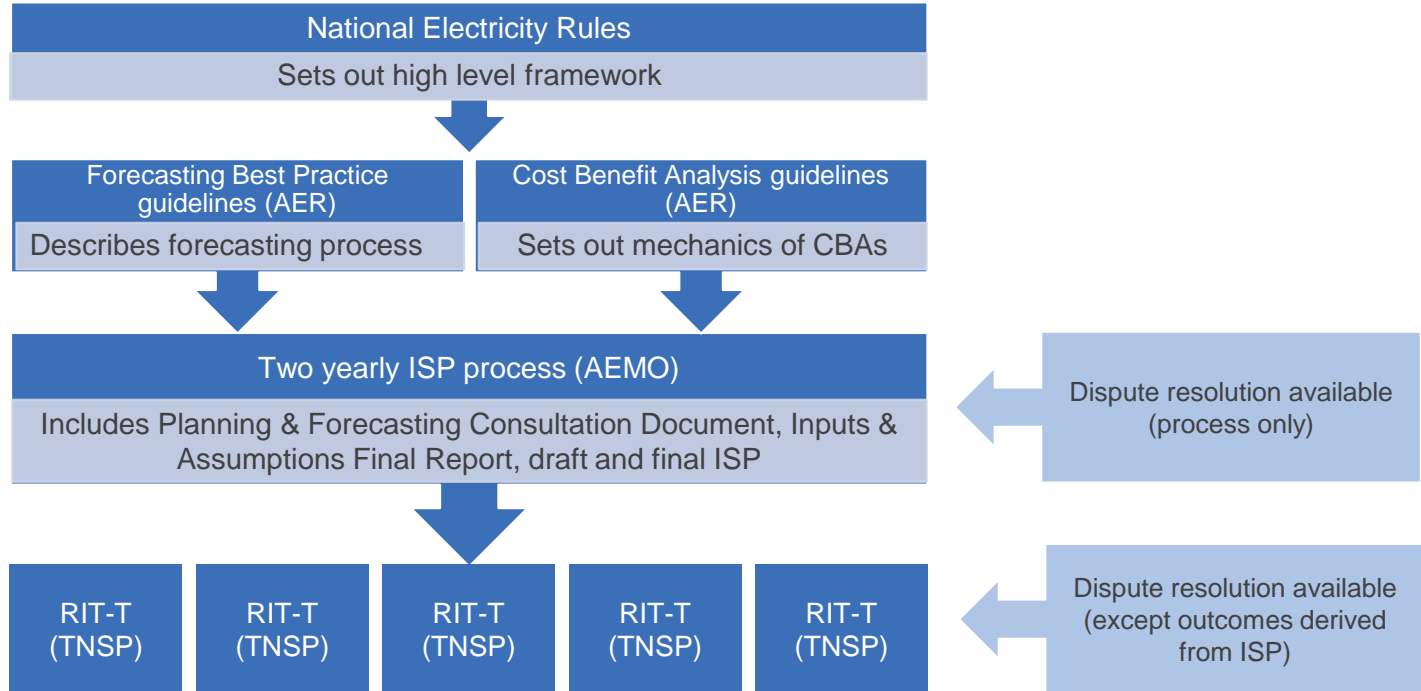 National Electricity Rules
Sets out high level framework
Forecasting Best Practice
guidelines (AER)
Describes forecasting process
Cost Benefit Analysis guidelines
(AER)
Sets out mechanics of CBAs
Two yearly ISP process (AEMO)
Includes Planning & Forecasting Consultation Document, Inputs &
Assumptions Final Report, draft and final ISP
Dispute resolution available
(process only)
RIT-T
(TNSP)
RIT-T
(TNSP)
RIT-T
(TNSP)
RIT-T
(TNSP)
RIT-T
(TNSP)
Dispute resolution available
(except outcomes derived
from ISP)